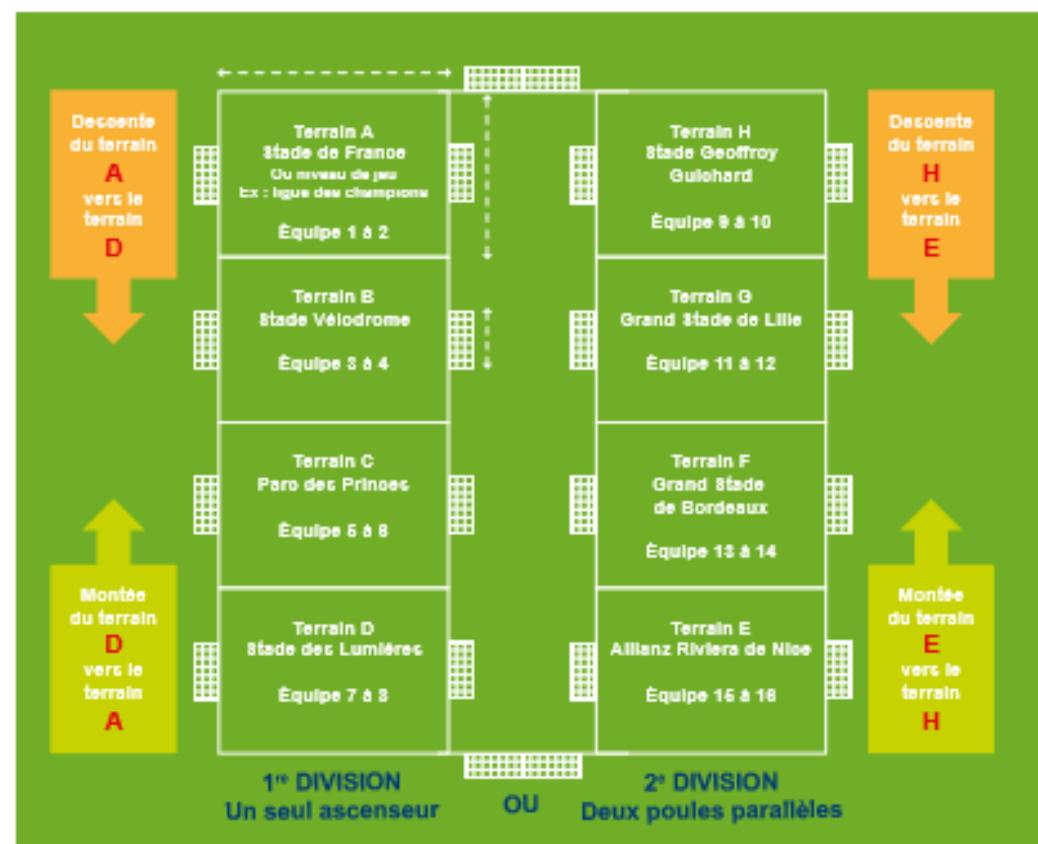 Descente
du terrain
A
vers le
terrain
D
Terrain A
Stade de France
Ou niveau de jeu
Ex : ligue des champions
Équipe 1 à 2
Terrain H
Stade Geoffroy
Guichard
Équipe 9 à 10
Descente
du terrain
H
vers le
terrain
E
Terrain B
Stade Vélodrome
Équipe 3 à 4
Terrain G
Grand Stade de Lille
Équipe 11 à 12
Terrain C
Parc des Princes
Équipe 5 à 6
Terrain F
Grand Stade
de Bordeaux
Équipe 13 à 14
Montée
du terrain
D
vers le
terrain
A
Terrain D
Stade des Lumières
Équipe 7 à 8
Terrain E
Allianz Riviera de Nice
Équipe 15 à 16
Montée
du terrain
E
vers le
terrain
H
1re DIVISION
Un seul ascenseur
OU
2e DIVISION
Deux poules parallèles